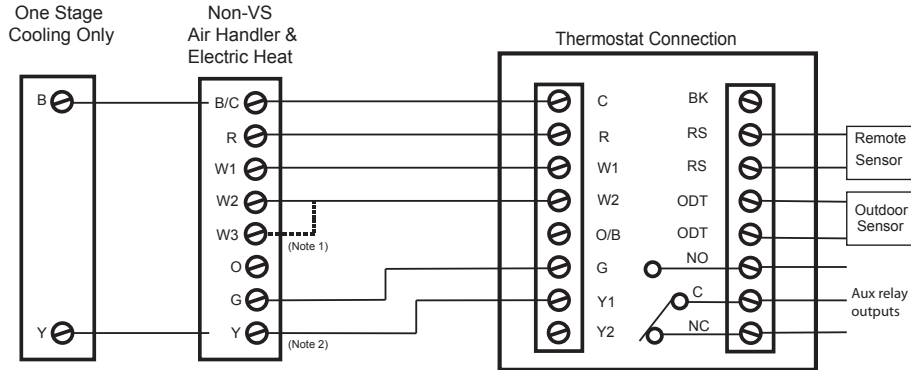 One Stage
Cooling Only
Non-VS
Air Handler &
Electric Heat
Thermostat Connection
B
Y
B/C
R
W1
W2
W3
(Note 1)
O
G
Y
(Note 2)
C
R
W1
W2
O/B
G
Y1
Y2
BK
RS
RS
ODT
ODT
NO
C
NC
Remote
Sensor
Outdoor
Sensor
Aux relay
outputs